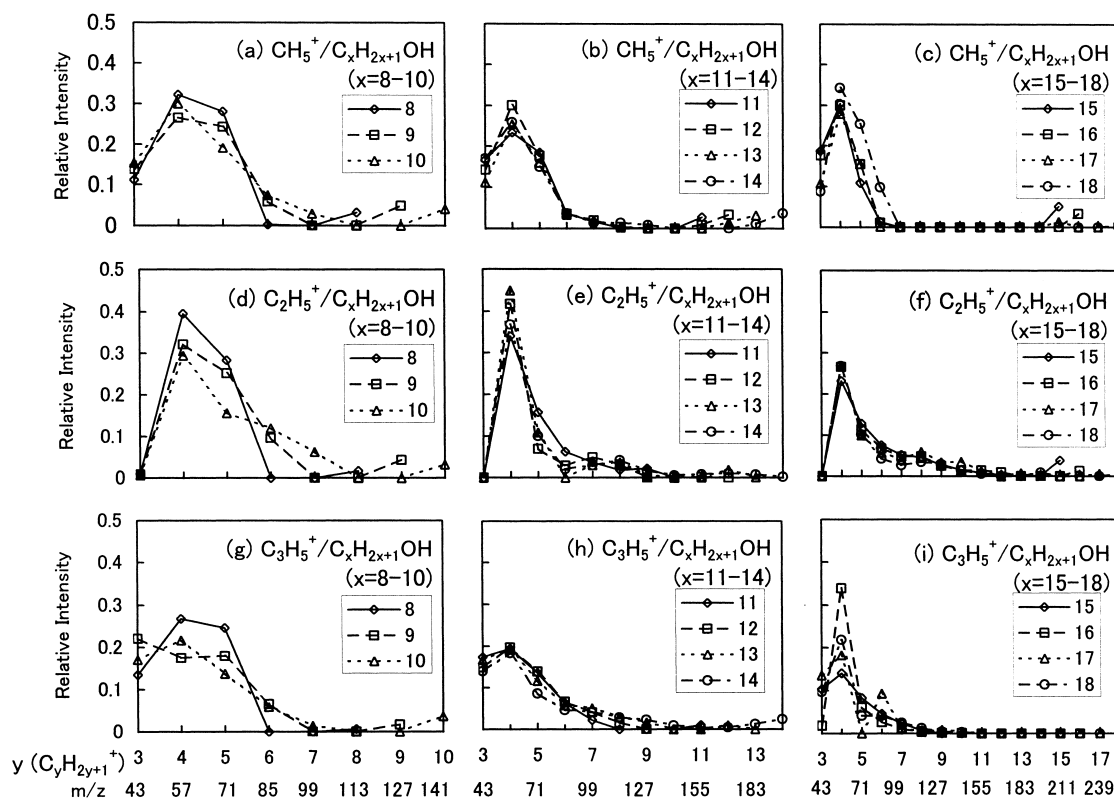 0.5
0.4
0.3
0.2
0.1
0
Relative Intensity
(a) CH₅⁺/CₓH₂ₓ₊₁OH
(x=8-10)
8
9
10
(b) CH₅⁺/CₓH₂ₓ₊₁OH
(x=11-14)
11
12
13
14
(c) CH₅⁺/CₓH₂ₓ₊₁OH
(x=15-18)
15
16
17
18
0.5
0.4
0.3
0.2
0.1
0
Relative Intensity
(d) C₂H₅⁺/CₓH₂ₓ₊₁OH
(x=8-10)
8
9
10
(e) C₂H₅⁺/CₓH₂ₓ₊₁OH
(x=11-14)
11
12
13
14
(f) C₂H₅⁺/CₓH₂ₓ₊₁OH
(x=15-18)
15
16
17
18
0.5
0.4
0.3
0.2
0.1
0
Relative Intensity
(g) C₃H₅⁺/CₓH₂ₓ₊₁OH
(x=8-10)
8
9
10
(h) C₃H₅⁺/CₓH₂ₓ₊₁OH
(x=11-14)
11
12
13
14
(i) C₃H₅⁺/CₓH₂ₓ₊₁OH
(x=15-18)
15
16
17
18
y (CyH2y+1⁺) 3 4 5 6 7 8 9 10 3 5 7 9 11 13 3 5 7 9 11 13 15 17
m/z 43 57 71 85 99 113 127 141 43 71 99 127 155 183 43 71 99 127 155 183 211 239